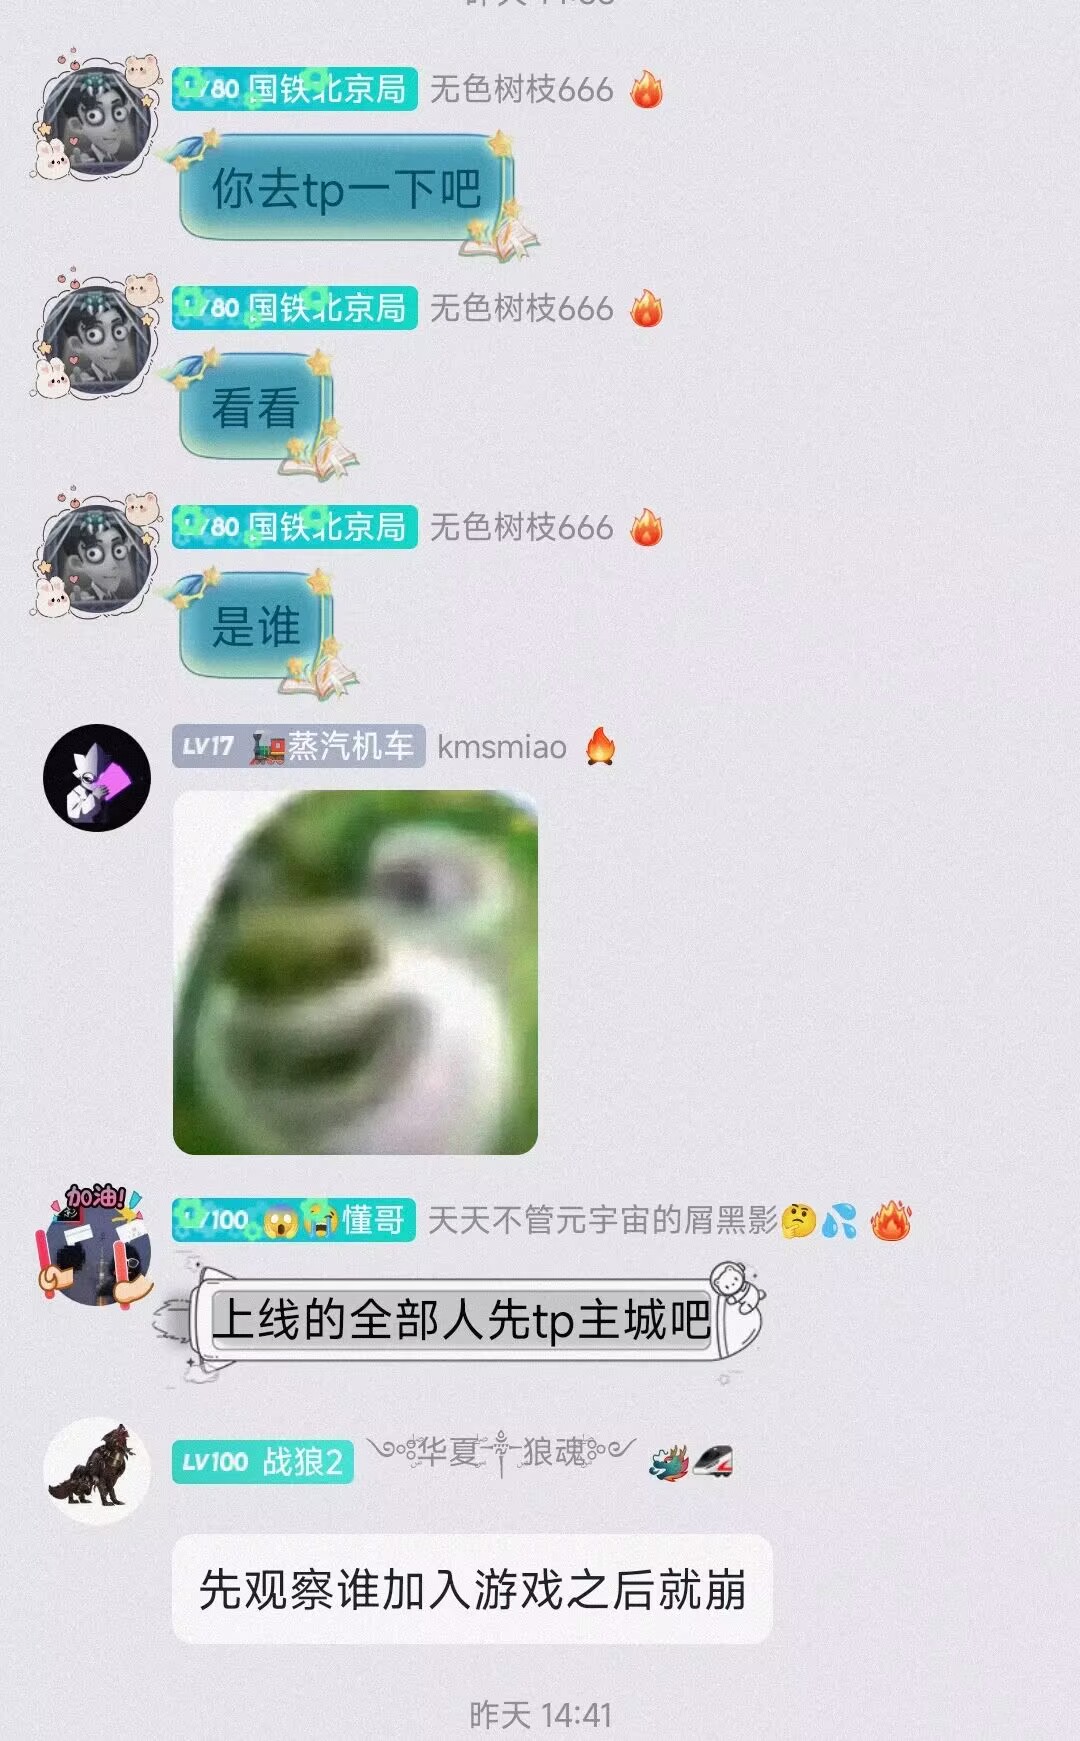 国铁北京局 无色树枝666
你去tp一下吧
国铁北京局 无色树枝666
看看
国铁北京局 无色树枝666
是谁
LV17 蒸汽机车 kmsmiao
加油!
懂哥 天天不管元宇宙的屑黑影
上线的全部人先tp主城吧
LV100 战狼2 华夏 狼魂
先观察谁加入游戏之后就崩
昨天 14:41